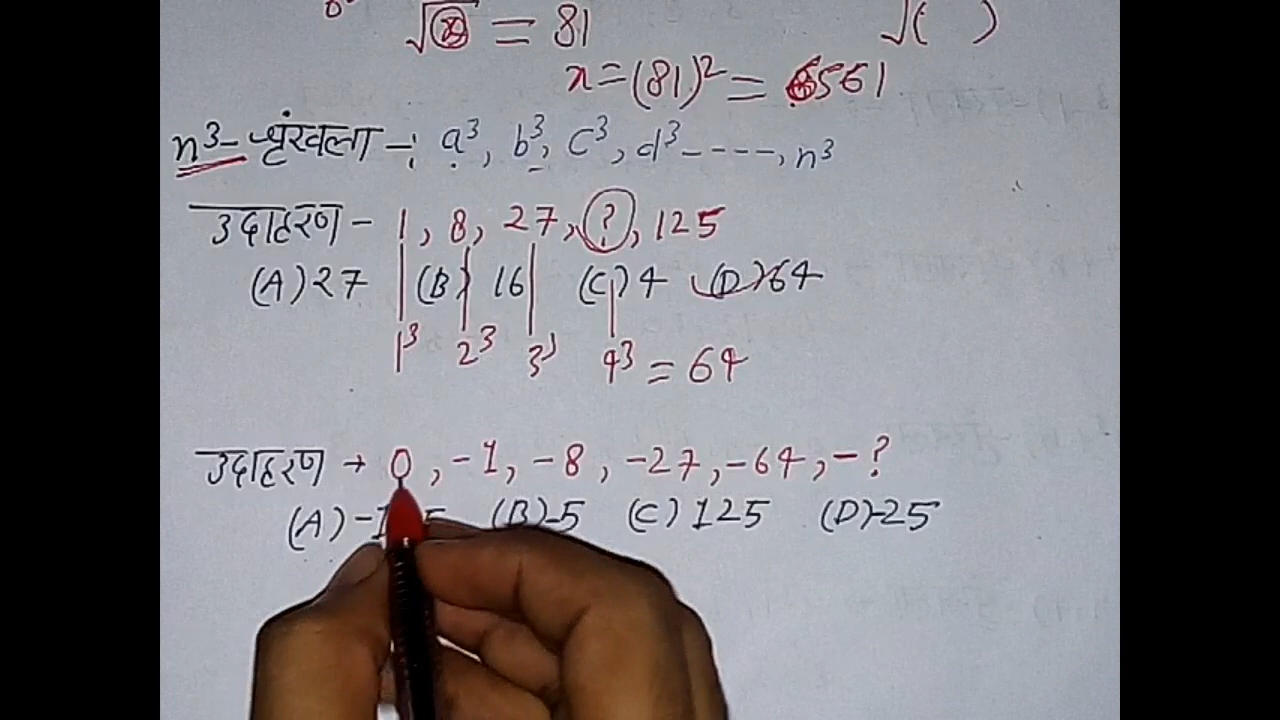 √(x) = 81 √( )
x = (81)² = 6561
n³- श्रृंखला -: a³, b³, c³, d³ - - - -, n³
उदाहरण - 1, 8, 27, ?, 125
(A) 27 (B) 16 (C) 4 (D) 64
1³ 2³ 3³ 4³ = 64
उदाहरण → 0, -1, -8, -27, -64, - ?
(B) -5 (C) 125 (D) -25